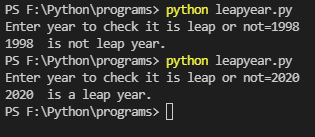 PS F:\Python\programs> python leapyear.py
Enter year to check it is leap or not=1998
1998  is not leap year.
PS F:\Python\programs> python leapyear.py
Enter year to check it is leap or not=2020
2020  is a leap year.
PS F:\Python\programs>